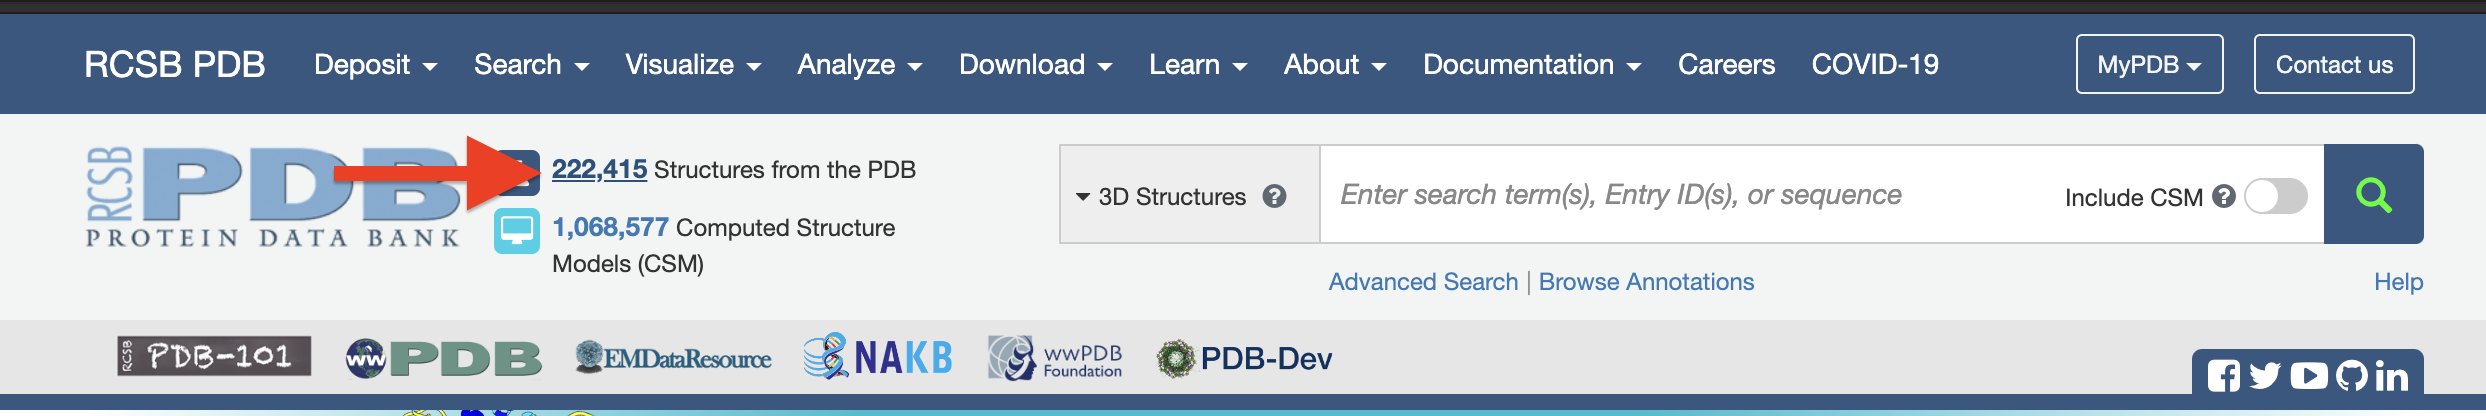 RCSB PDB Deposit Search Visualize Analyze Download Learn About Documentation Careers COVID-19 MyPDB Contact us
RCSB PDB
PROTEIN DATA BANK
222,415 Structures from the PDB
1,068,577 Computed Structure
Models (CSM)
3D Structures ? Enter search term(s), Entry ID(s), or sequence Include CSM ?
Advanced Search | Browse Annotations Help
RCSB PDB-101 wwPDB EMDataResource NAKB wwPDB Foundation PDB-Dev